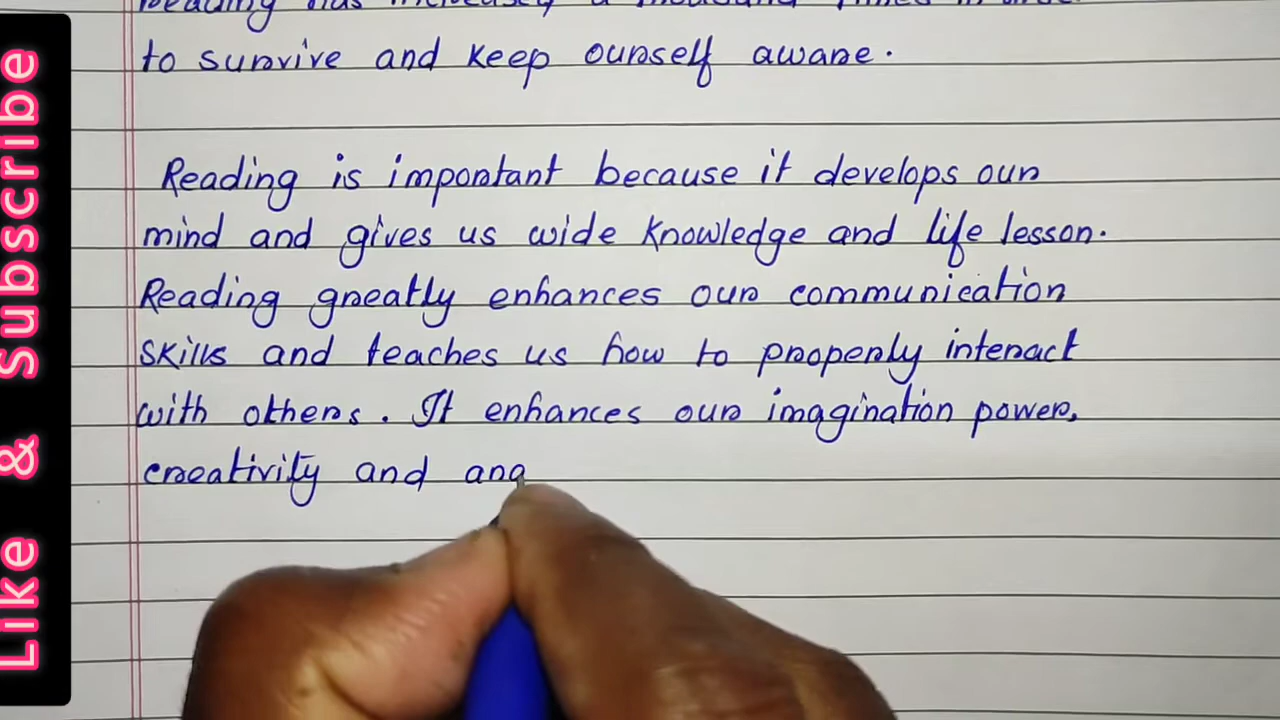 to survive and keep ourself aware.
Reading is important because it develops our
mind and gives us wide knowledge and life lesson.
Reading greatly enhances our communication
skills and teaches us how to properly interact
with others. It enhances our imagination power,
creativity and ana
Like & Subscribe